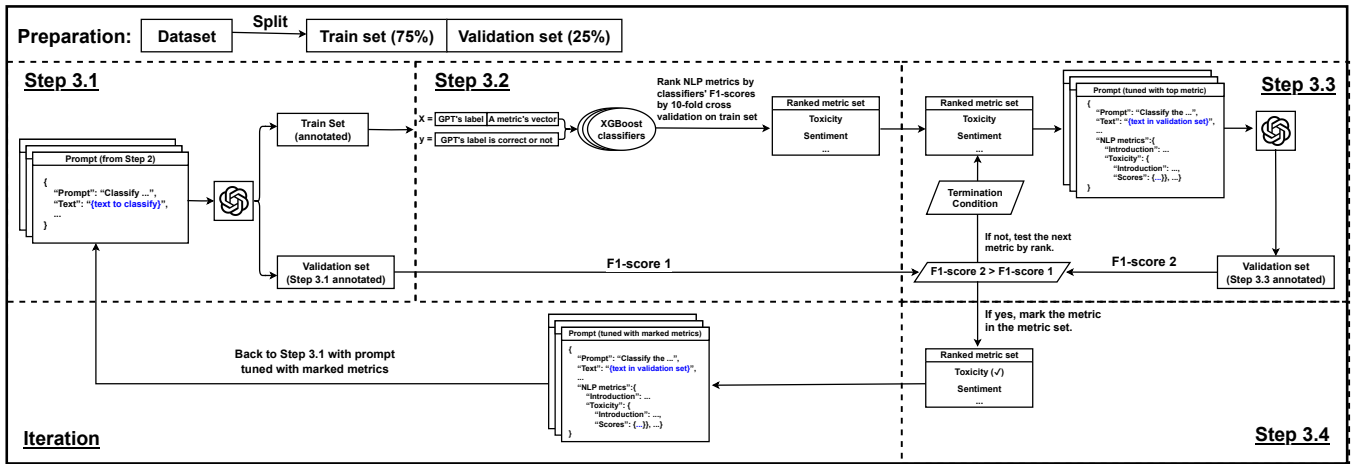 Preparation:
Dataset
Split
Train set (75%)
Validation set (25%)
Step 3.1
Prompt (from Step 2)
{
"Prompt": "Classify ...",
"Text": "{text to classify}",
...
}
Train Set
(annotated)
Validation set
(Step 3.1 annotated)
Step 3.2
X = GPT's label A metric's vector
y = GPT's label is correct or not
XGBoost
classifiers
Rank NLP metrics by
classifiers' F1-scores
by 10-fold cross
validation on train set
Ranked metric set
Toxicity
Sentiment
...
F1-score 1
Step 3.3
Ranked metric set
Toxicity
Sentiment
...
Prompt (tuned with top metric)
{
"Prompt": "Classify the ...",
"Text": "{text in validation set}",
...
"NLP metrics":{
"Introduction": ...
"Toxicity": {
"Introduction": ...,
"Scores": {...}}, ...}
}
Termination
Condition
If not, test the next
metric by rank.
F1-score 2 > F1-score 1
F1-score 2
Validation set
(Step 3.3 annotated)
If yes, mark the metric
in the metric set.
Ranked metric set
Toxicity (✓)
Sentiment
...
Step 3.4
Prompt (tuned with marked metrics)
{
"Prompt": "Classify the ...",
"Text": "{text in validation set}",
...
"NLP metrics":{
"Introduction": ...
"Toxicity": {
"Introduction": ...,
"Scores": {...}}, ...}
}
Back to Step 3.1 with prompt
tuned with marked metrics
Iteration